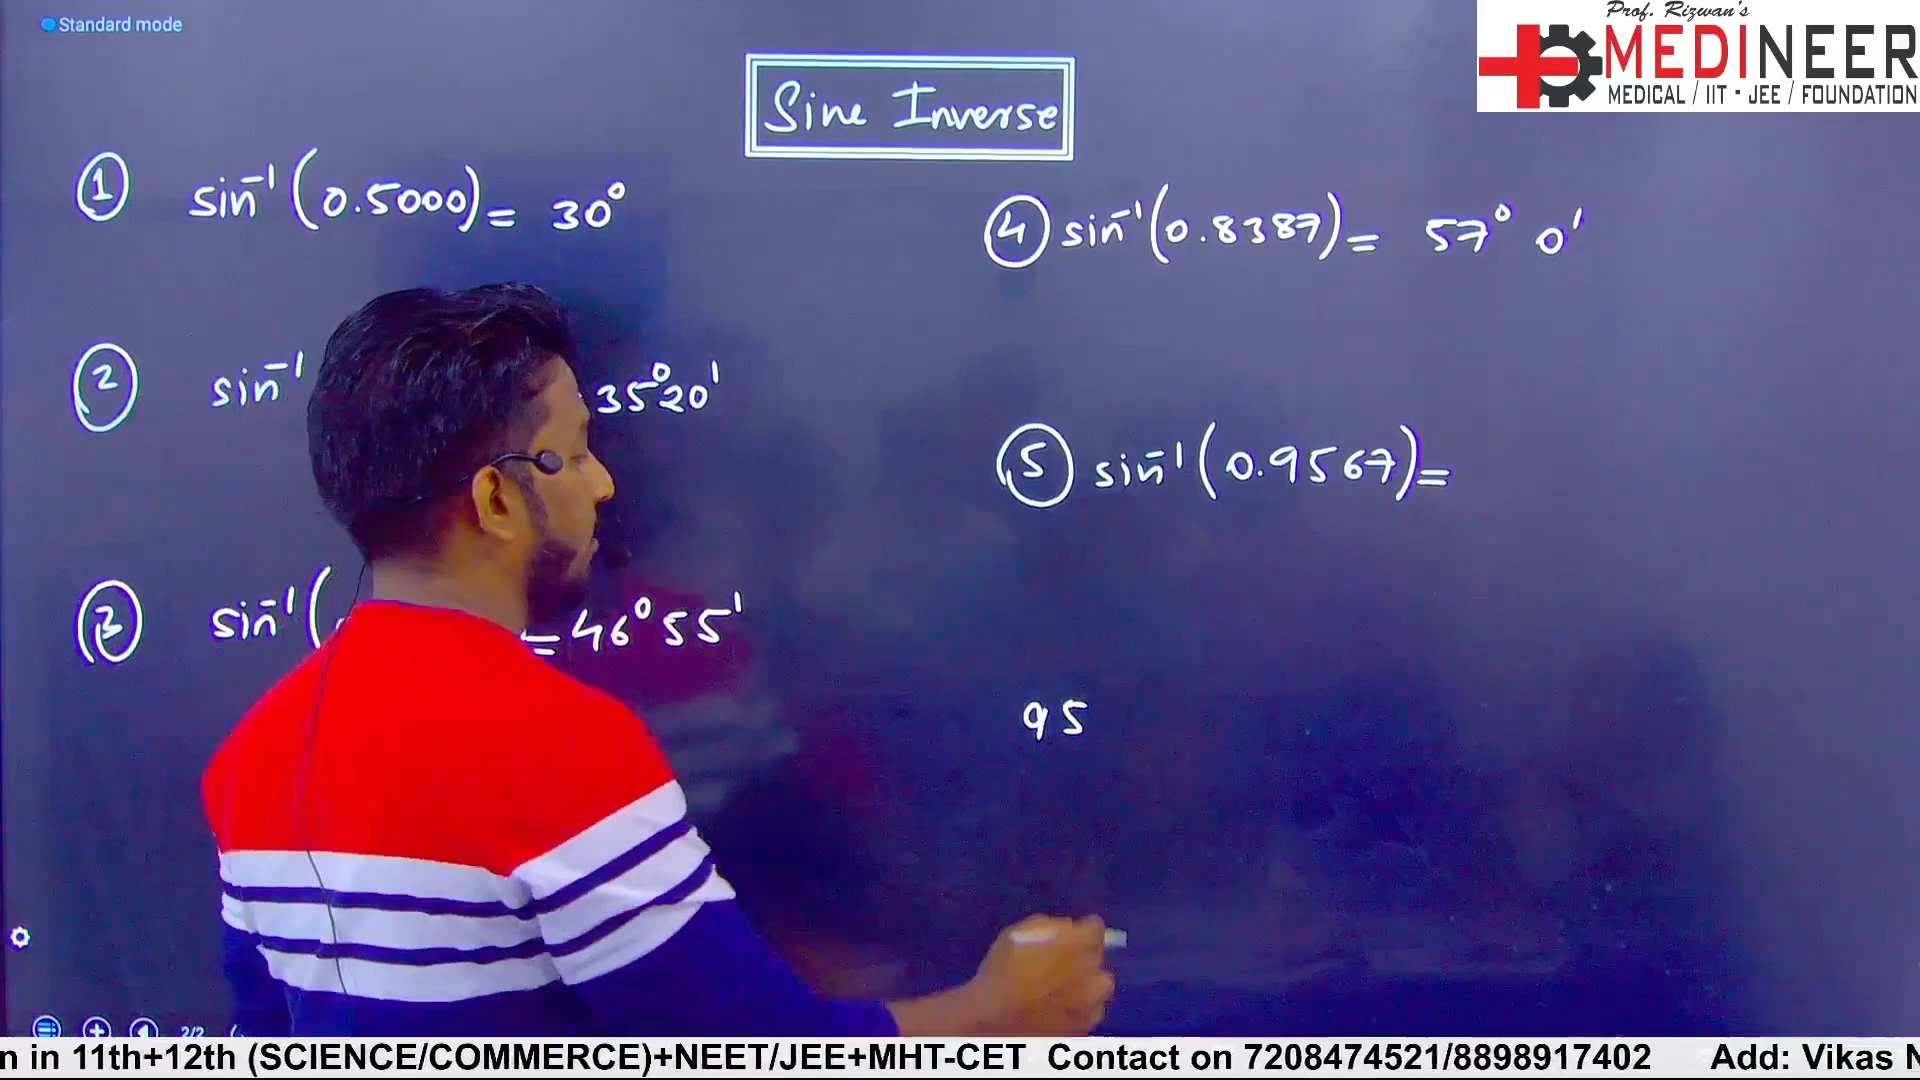 Standard mode
Prof. Rizwan's
MEDINEER
MEDICAL / IIT - JEE / FOUNDATION
Sine Inverse
① sin⁻¹(0.5000) = 30°
② sin⁻¹ 35°20'
③ sin⁻¹( = 46°55'
④ sin⁻¹(0.8387) = 57° 0'
⑤ sin⁻¹(0.9567) =
95
n in 11th+12th (SCIENCE/COMMERCE)+NEET/JEE+MHT-CET Contact on 7208474521/8898917402 Add: Vikas N